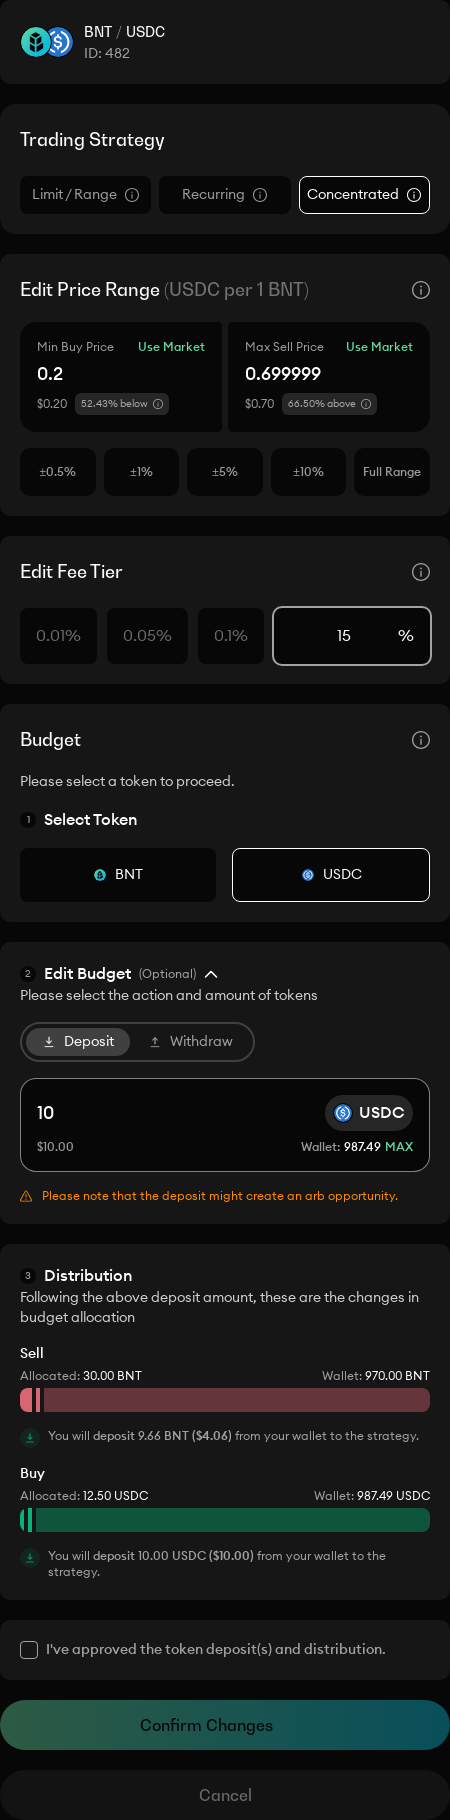 BNT / USDC
ID: 482
Trading Strategy
Limit / Range
Recurring
Concentrated
Edit Price Range (USDC per 1 BNT)
Min Buy Price Use Market
0.2
$0.20 52.43% below
Max Sell Price Use Market
0.699999
$0.70 66.50% above
±0.5%
±1%
±5%
±10%
Full Range
Edit Fee Tier
0.01%
0.05%
0.1%
15 %
Budget
Please select a token to proceed.
1 Select Token
BNT
USDC
2 Edit Budget (Optional)
Please select the action and amount of tokens
Deposit
Withdraw
10 USDC
$10.00 Wallet: 987.49 MAX
Please note that the deposit might create an arb opportunity.
3 Distribution
Following the above deposit amount, these are the changes in
budget allocation
Sell
Allocated: 30.00 BNT Wallet: 970.00 BNT
You will deposit 9.66 BNT ($4.06) from your wallet to the strategy.
Buy
Allocated: 12.50 USDC Wallet: 987.49 USDC
You will deposit 10.00 USDC ($10.00) from your wallet to the
strategy.
I've approved the token deposit(s) and distribution.
Confirm Changes
Cancel